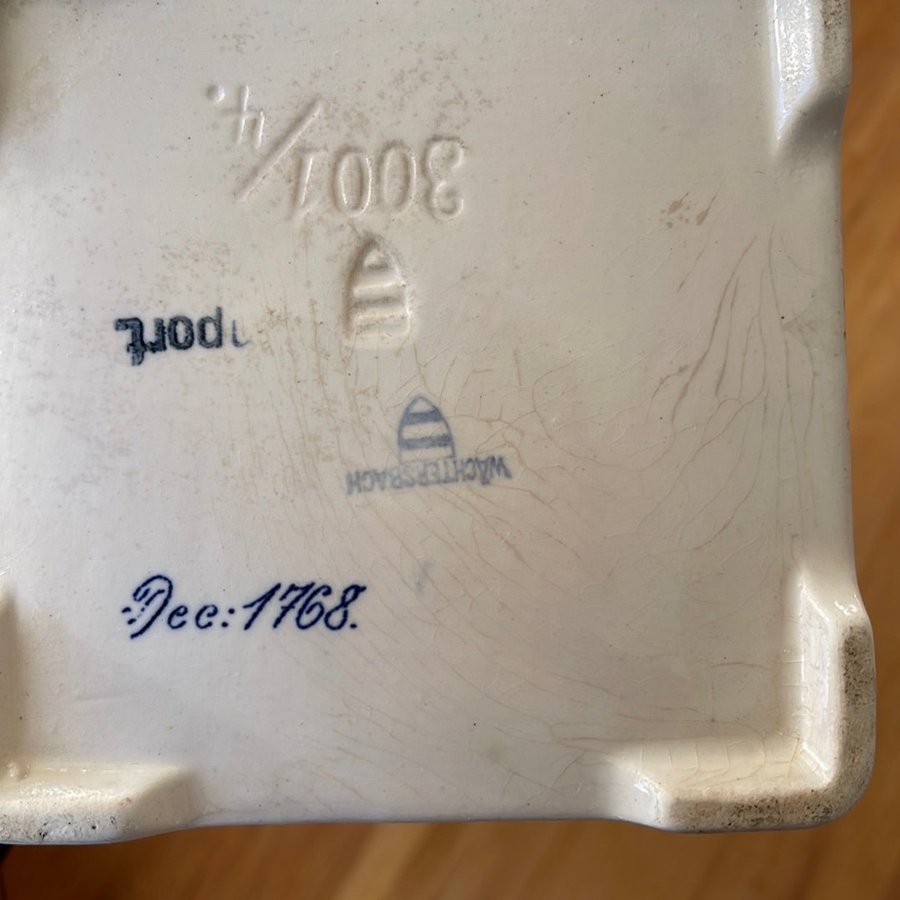 3001/4.
port
WÄCHTERSBACH
Dec: 1768.